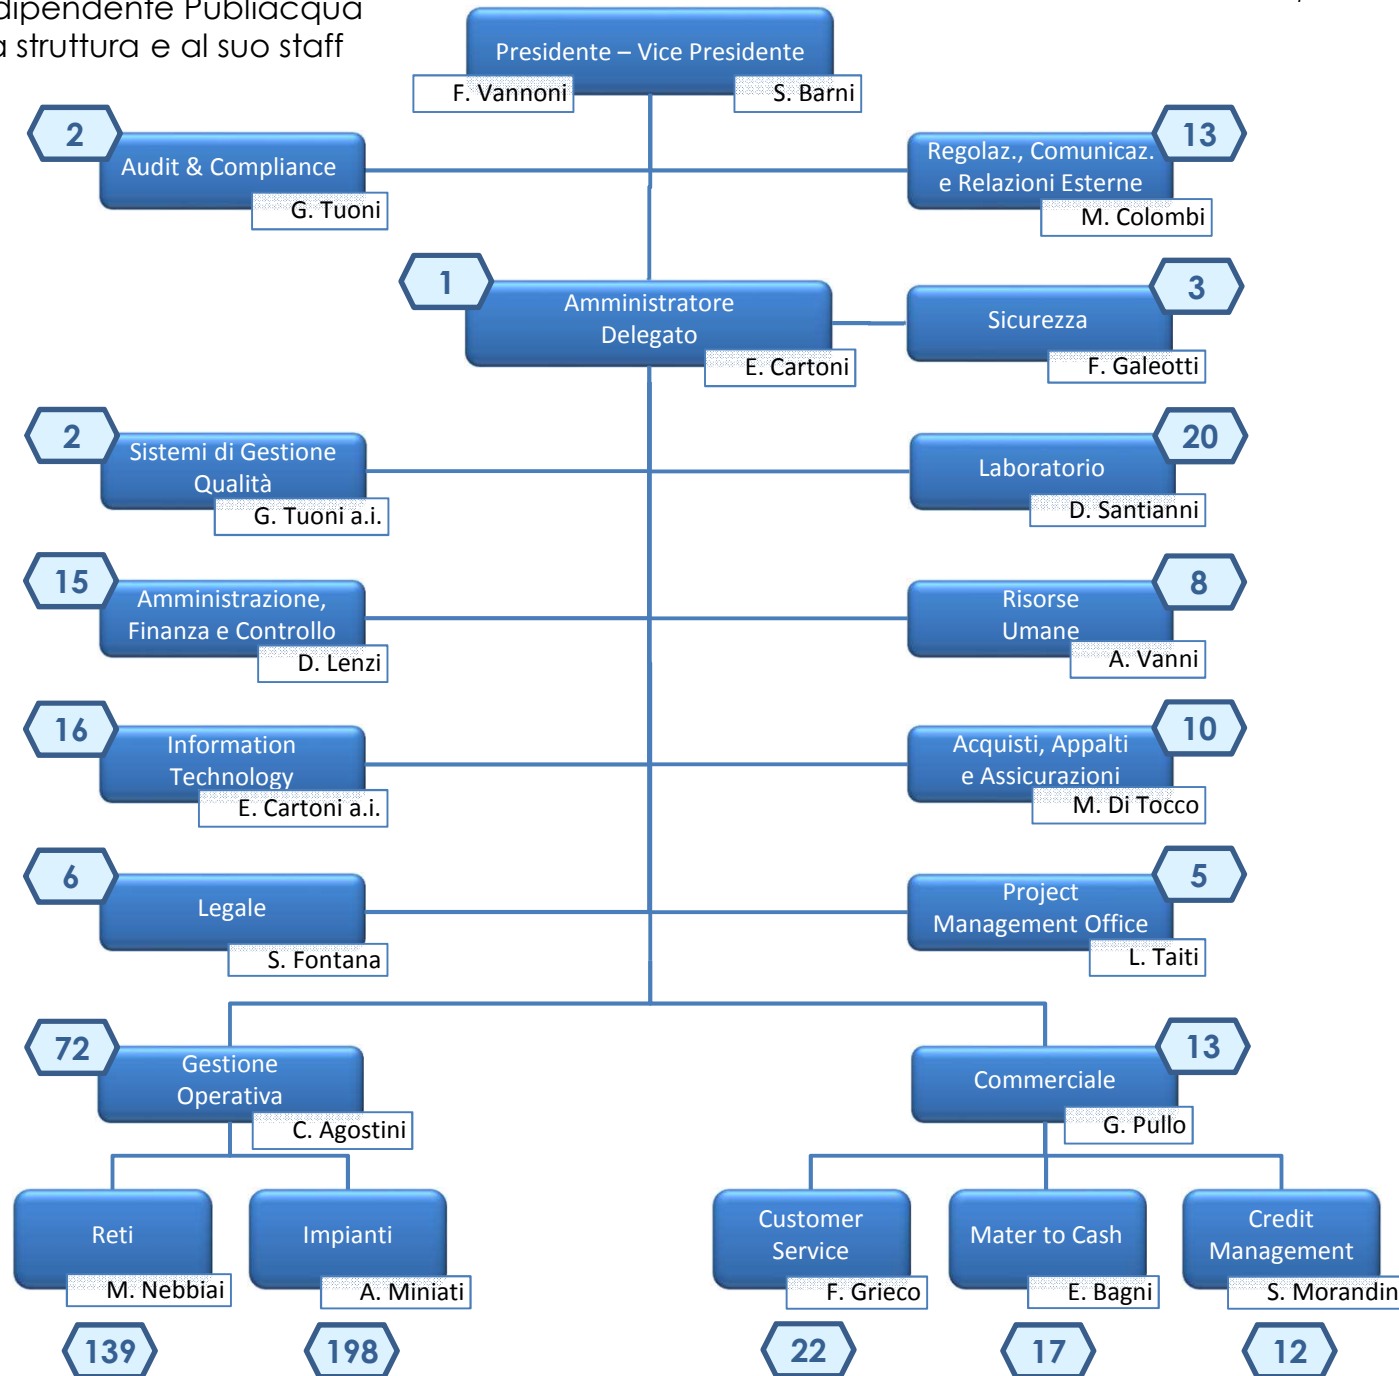 dipendente Publiacqua
a struttura e al suo staff
Presidente – Vice Presidente
F. Vannoni
S. Barni
2
Audit & Compliance
G. Tuoni
13
Regolaz., Comunicaz.
e Relazioni Esterne
M. Colombi
1
Amministratore
Delegato
E. Cartoni
3
Sicurezza
F. Galeotti
2
Sistemi di Gestione
Qualità
G. Tuoni a.i.
20
Laboratorio
D. Santianni
15
Amministrazione,
Finanza e Controllo
D. Lenzi
8
Risorse
Umane
A. Vanni
16
Information
Technology
E. Cartoni a.i.
10
Acquisti, Appalti
e Assicurazioni
M. Di Tocco
6
Legale
S. Fontana
5
Project
Management Office
L. Taiti
72
Gestione
Operativa
C. Agostini
13
Commerciale
G. Pullo
Reti
M. Nebbiai
139
Impianti
A. Miniati
198
Customer
Service
F. Grieco
22
Mater to Cash
E. Bagni
17
Credit
Management
S. Morandin
12